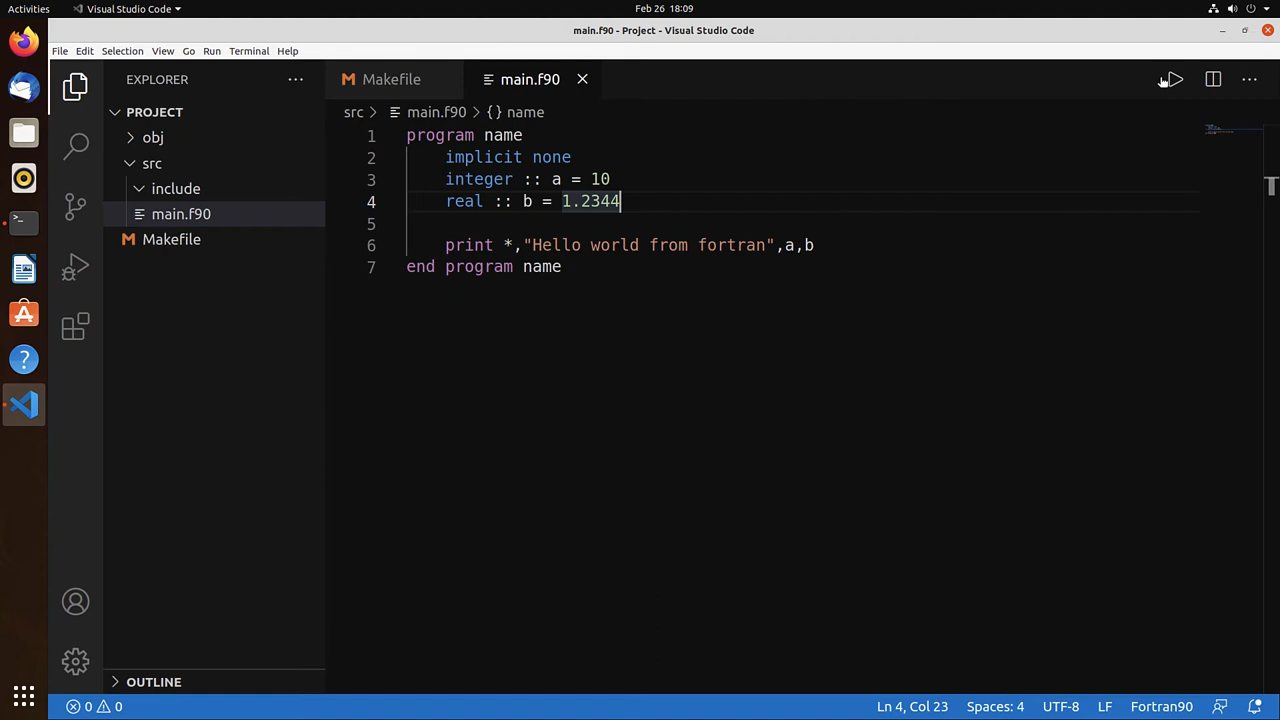 Activities
Visual Studio Code
Feb 26 18:09
main.f90 - Project - Visual Studio Code
File Edit Selection View Go Run Terminal Help
EXPLORER
PROJECT
obj
src
include
main.f90
Makefile
OUTLINE
Makefile
main.f90
src main.f90 {} name
1 program name
2 implicit none
3 integer :: a = 10
4 real :: b = 1.2344
5
6 print *,"Hello world from fortran",a,b
7 end program name
0 0
Ln 4, Col 23 Spaces: 4 UTF-8 LF Fortran90